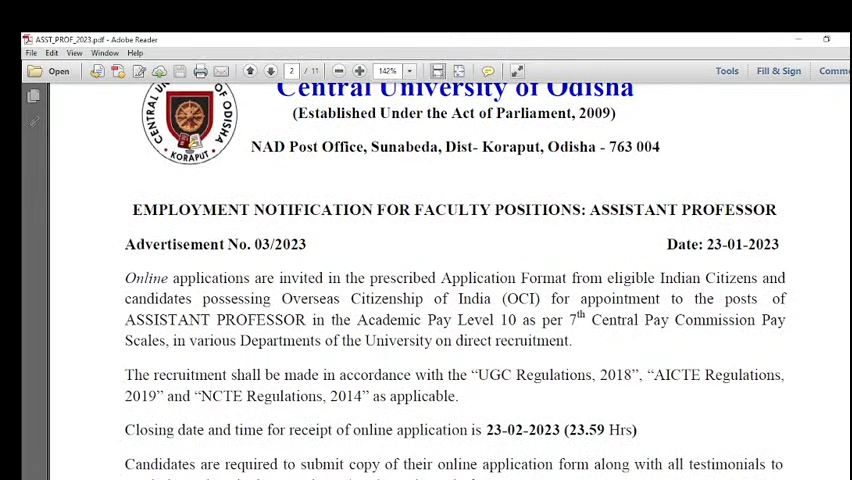 ASST_PROF_2023.pdf - Adobe Reader
File Edit View Window Help
Open 2 / 11 142% Tools Fill & Sign
Central University of Odisha
(Established Under the Act of Parliament, 2009)
NAD Post Office, Sunabeda, Dist- Koraput, Odisha - 763 004
CENTRAL UNIVERSITY OF ODISHA
KORAPUT
EMPLOYMENT NOTIFICATION FOR FACULTY POSITIONS: ASSISTANT PROFESSOR
Advertisement No. 03/2023 Date: 23-01-2023
Online applications are invited in the prescribed Application Format from eligible Indian Citizens and
candidates possessing Overseas Citizenship of India (OCI) for appointment to the posts of
ASSISTANT PROFESSOR in the Academic Pay Level 10 as per 7th Central Pay Commission Pay
Scales, in various Departments of the University on direct recruitment.
The recruitment shall be made in accordance with the “UGC Regulations, 2018”, “AICTE Regulations,
2019” and “NCTE Regulations, 2014” as applicable.
Closing date and time for receipt of online application is 23-02-2023 (23.59 Hrs)
Candidates are required to submit copy of their online application form along with all testimonials to